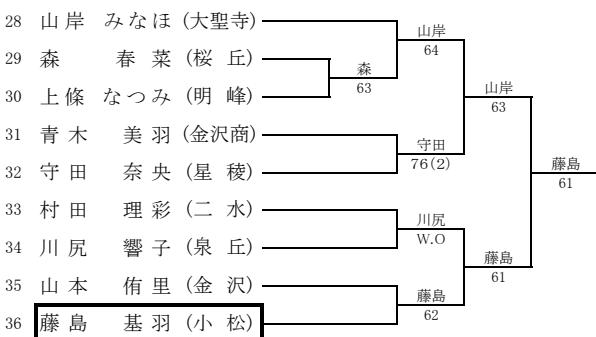 28 山岸 みなほ (大聖寺)
山岸
64
29 森 春菜 (桜丘)
森
63
30 上條 なつみ (明峰)
山岸
63
31 青木 美羽 (金沢商)
守田
76(2)
32 守田 奈央 (星稜)
藤島
61
33 村田 理彩 (二水)
川尻
W.O
34 川尻 響子 (泉丘)
藤島
61
35 山本 侑里 (金沢)
藤島
62
36 藤島 基羽 (小松)